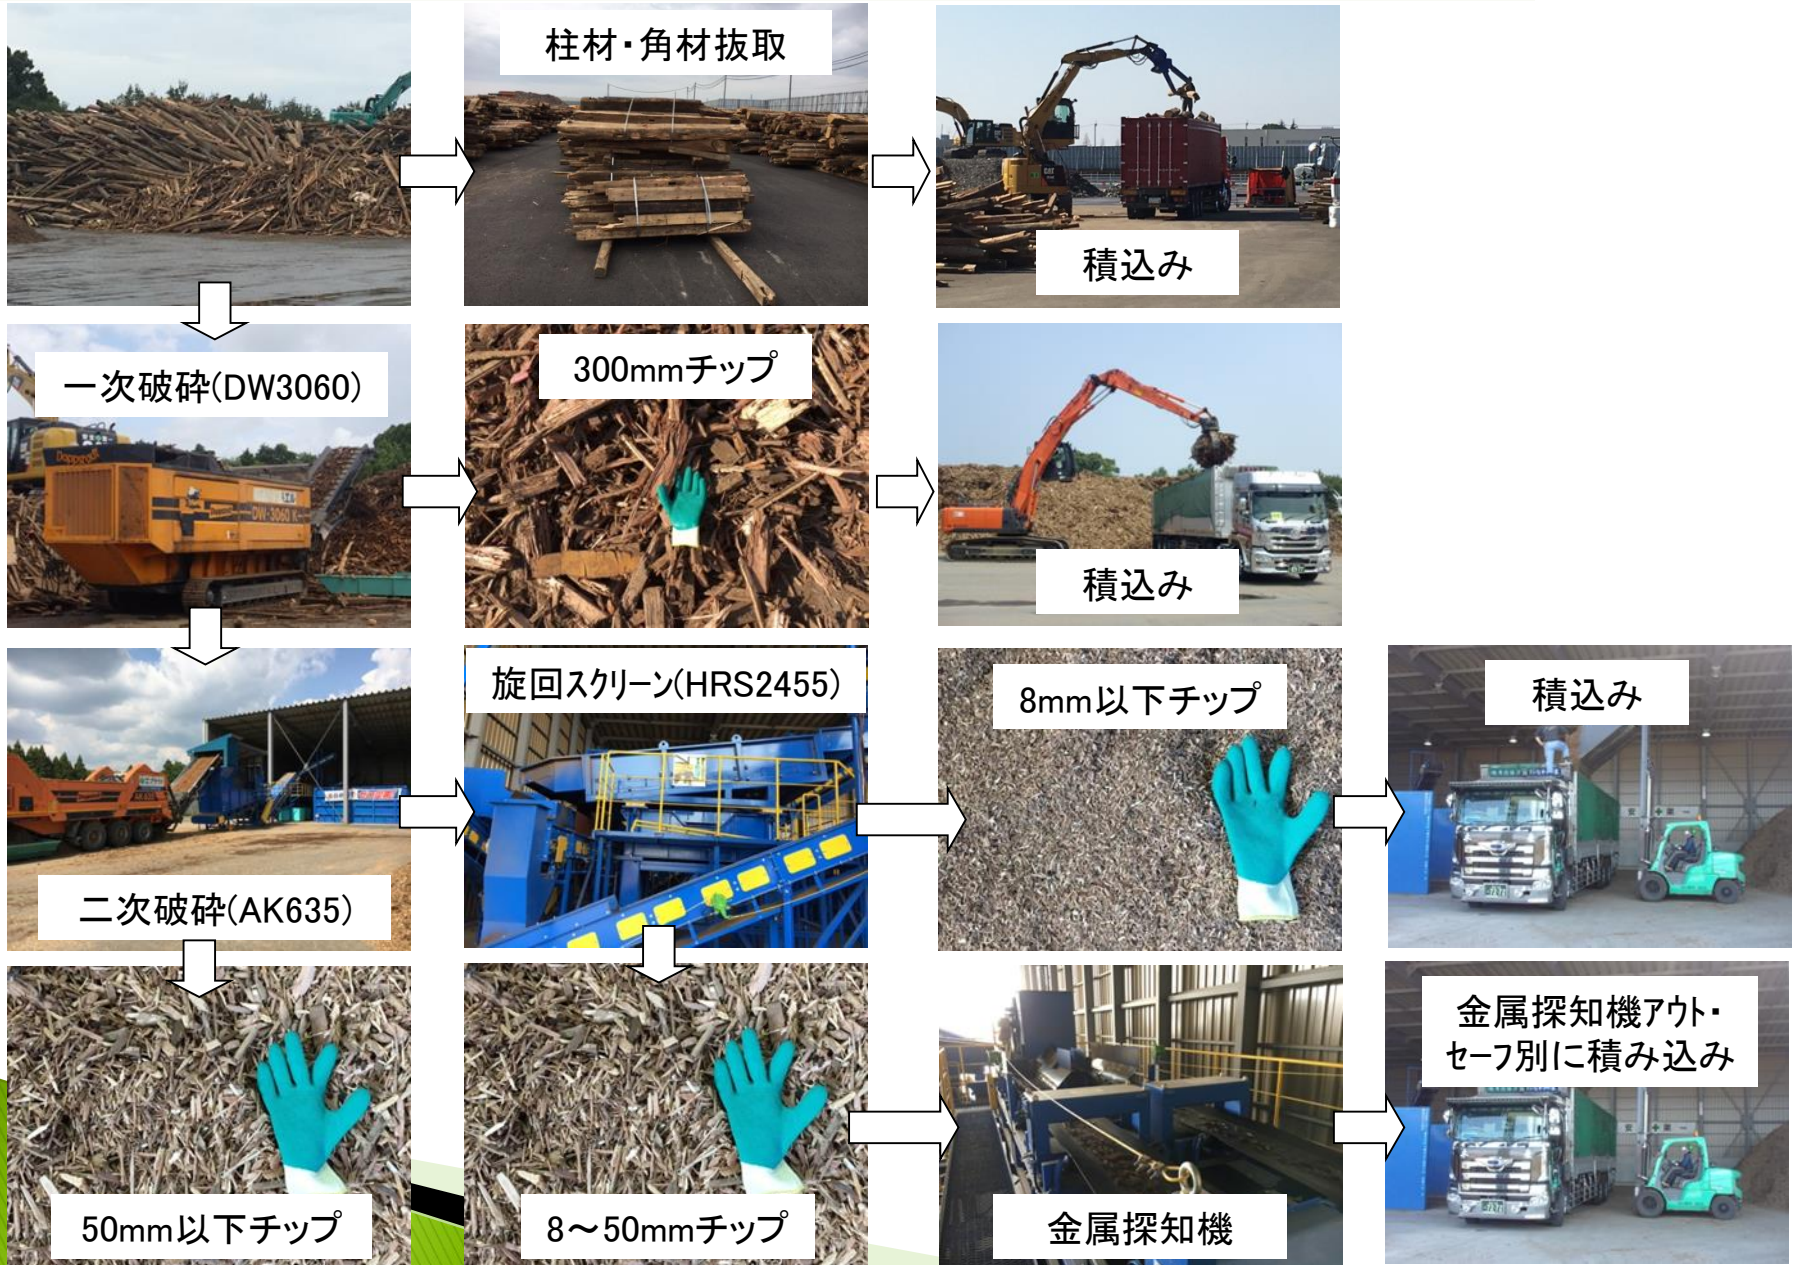 柱材・角材抜取
積込み
一次破砕(DW3060)
300mmチップ
Doppstadt
DW-3060 K
積込み
旋回スクリーン(HRS2455)
8mm以下チップ
積込み
二次破砕(AK635)
金属探知機アウト・
セーフ別に積み込み
50mm以下チップ
8～50mmチップ
金属探知機
CAT